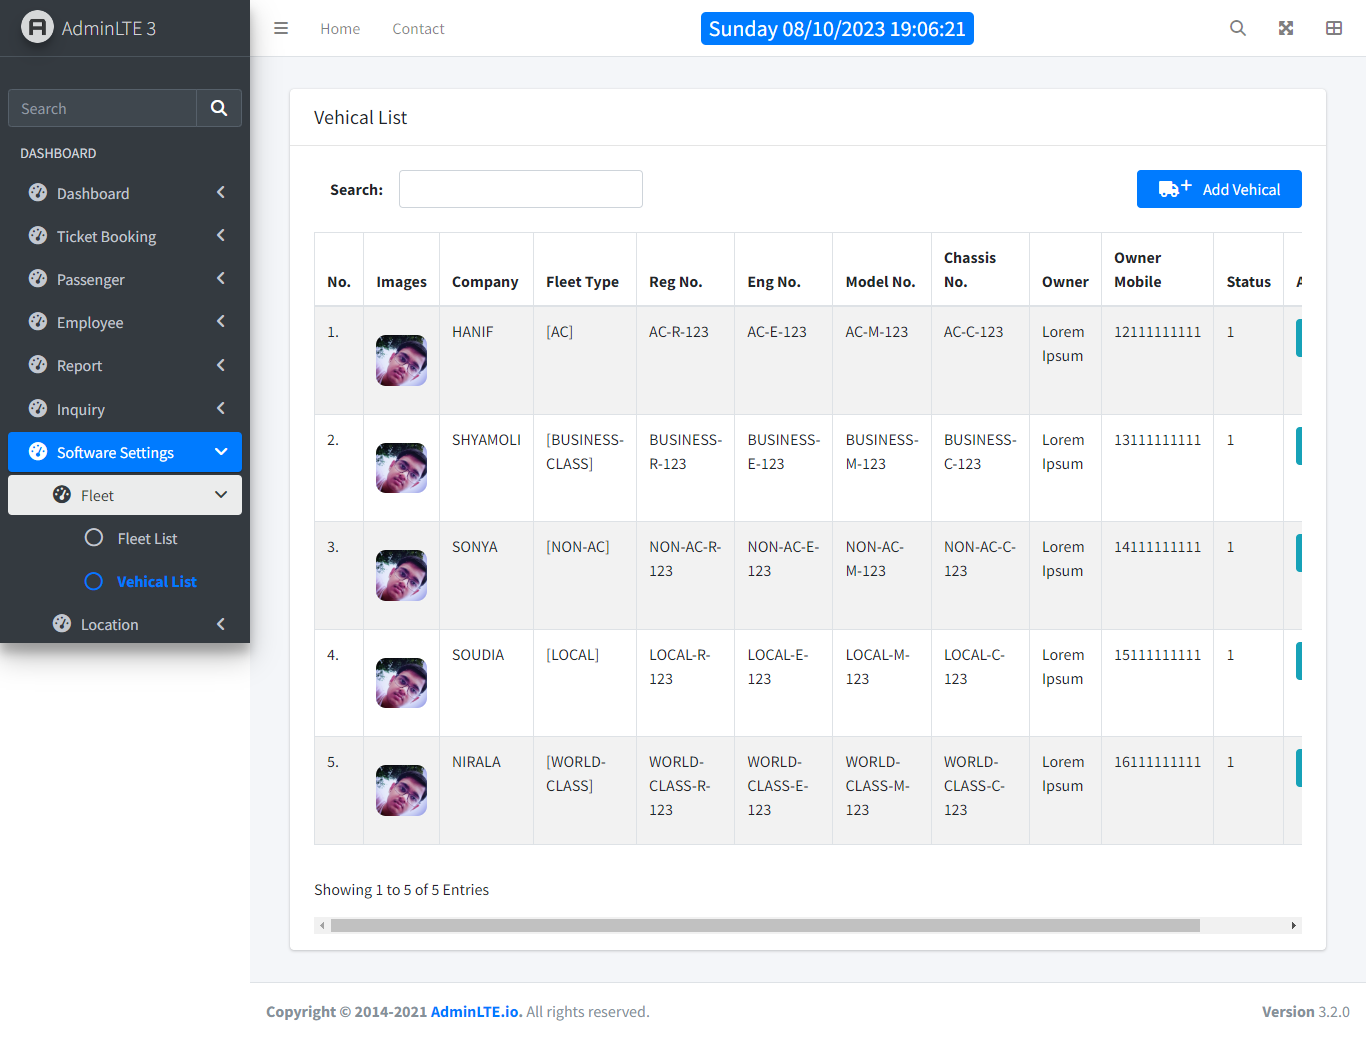 AdminLTE 3
Home
Contact
Sunday 08/10/2023 19:06:21
Search
DASHBOARD
Dashboard
Ticket Booking
Passenger
Employee
Report
Inquiry
Software Settings
Fleet
Fleet List
Vehical List
Location
Vehical List
Search:
Add Vehical
No. Images Company Fleet Type Reg No. Eng No. Model No. Chassis No. Owner Owner Mobile Status A
1. HANIF [AC] AC-R-123 AC-E-123 AC-M-123 AC-C-123 Lorem Ipsum 12111111111 1
2. SHYAMOLI [BUSINESS-CLASS] BUSINESS-R-123 BUSINESS-E-123 BUSINESS-M-123 BUSINESS-C-123 Lorem Ipsum 13111111111 1
3. SONYA [NON-AC] NON-AC-R-123 NON-AC-E-123 NON-AC-M-123 NON-AC-C-123 Lorem Ipsum 14111111111 1
4. SOUDIA [LOCAL] LOCAL-R-123 LOCAL-E-123 LOCAL-M-123 LOCAL-C-123 Lorem Ipsum 15111111111 1
5. NIRALA [WORLD-CLASS] WORLD-CLASS-R-123 WORLD-CLASS-E-123 WORLD-CLASS-M-123 WORLD-CLASS-C-123 Lorem Ipsum 16111111111 1
Showing 1 to 5 of 5 Entries
Copyright © 2014-2021 AdminLTE.io. All rights reserved.
Version 3.2.0